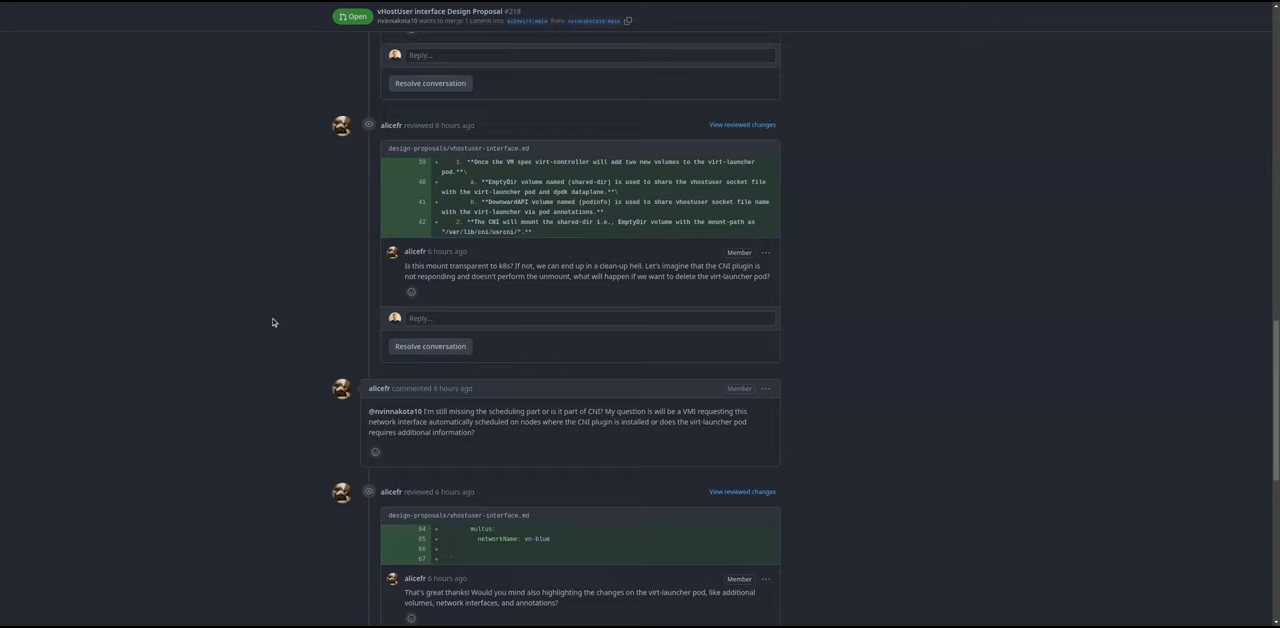 Open
vHostUser interface Design Proposal #218
nvinnakota10 wants to merge 1 commit into kubevirt:main from nvinnakota10:main
Reply...
Resolve conversation
alicefr reviewed 6 hours ago
View reviewed changes
design-proposals/vhostuser-interface.md
39 + 1. **Once the VM spec virt-controller will add two new volumes to the virt-launcher
pod.**\
40 + a. **EmptyDir volume named (shared-dir) is used to share the vhostuser socket file
with the virt-launcher pod and dpdk dataplane.**\
41 + b. **DownwardAPI volume named (podinfo) is used to share vhostuser socket file name
with the virt-launcher via pod annotations.**
42 + 2. **The CNI will mount the shared-dir i.e., EmptyDir volume with the mount-path as
"/var/lib/cni/usrcni/".**
alicefr 6 hours ago
Member
Is this mount transparent to k8s? If not, we can end up in a clean-up hell. Let's imagine that the CNI plugin is
not responding and doesn't perform the unmount, what will happen if we want to delete the virt-launcher pod?
Reply...
Resolve conversation
alicefr commented 6 hours ago
Member
@nvinnakota10 I'm still missing the scheduling part or is it part of CNI? My question is will be a VMI requesting this
network interface automatically scheduled on nodes where the CNI plugin is installed or does the virt-launcher pod
requires additional information?
alicefr reviewed 6 hours ago
View reviewed changes
design-proposals/vhostuser-interface.md
64 + multus:
65 + networkName: vn-blue
66 +
67 + ```
alicefr 6 hours ago
Member
That's great thanks! Would you mind also highlighting the changes on the virt-launcher pod, like additional
volumes, network interfaces, and annotations?